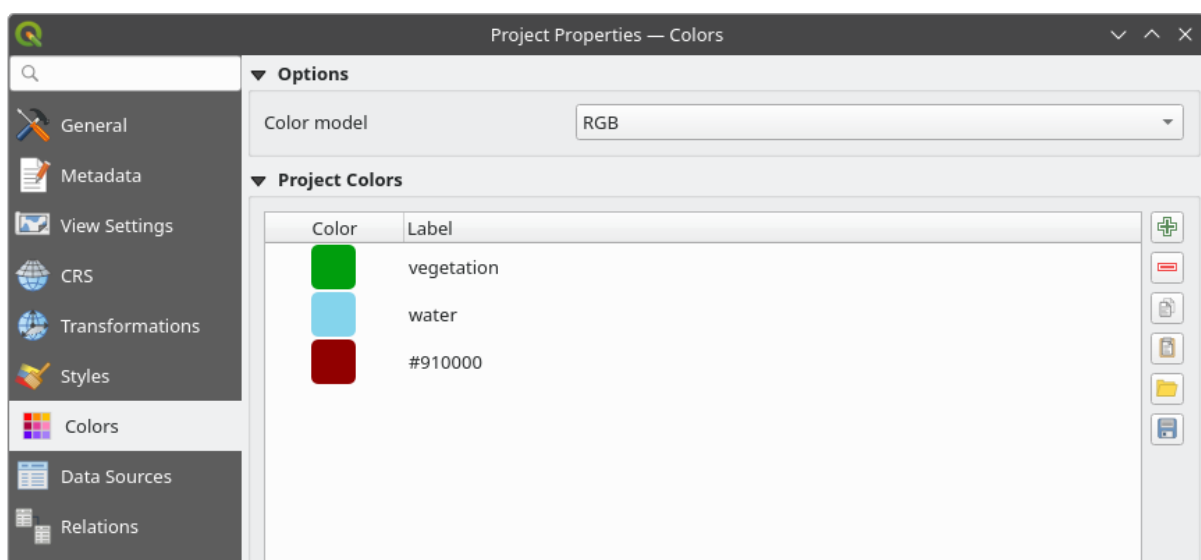 Project Properties — Colors
Options
General
Color model
RGB
Metadata
Project Colors
View Settings
Color
Label
CRS
vegetation
water
Transformations
#910000
Styles
Colors
Data Sources
Relations